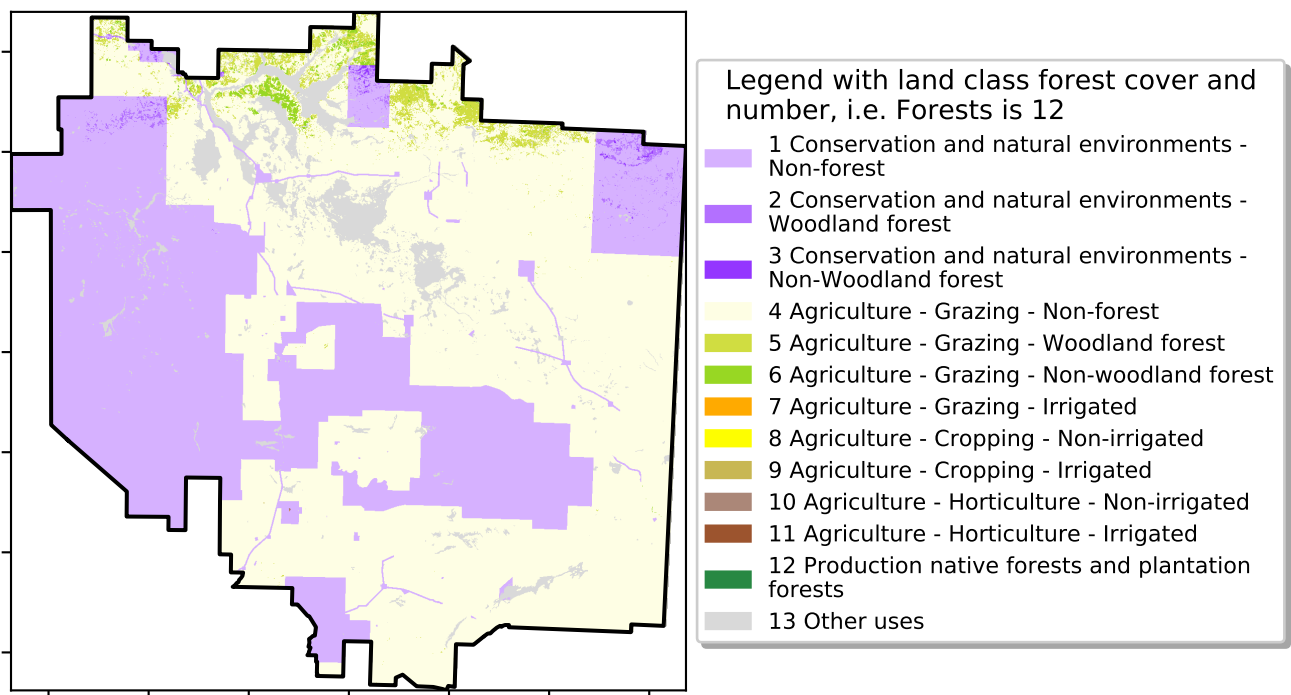 Legend with land class forest cover and
number, i.e. Forests is 12
1 Conservation and natural environments -
Non-forest
2 Conservation and natural environments -
Woodland forest
3 Conservation and natural environments -
Non-Woodland forest
4 Agriculture - Grazing - Non-forest
5 Agriculture - Grazing - Woodland forest
6 Agriculture - Grazing - Non-woodland forest
7 Agriculture - Grazing - Irrigated
8 Agriculture - Cropping - Non-irrigated
9 Agriculture - Cropping - Irrigated
10 Agriculture - Horticulture - Non-irrigated
11 Agriculture - Horticulture - Irrigated
12 Production native forests and plantation
forests
13 Other uses